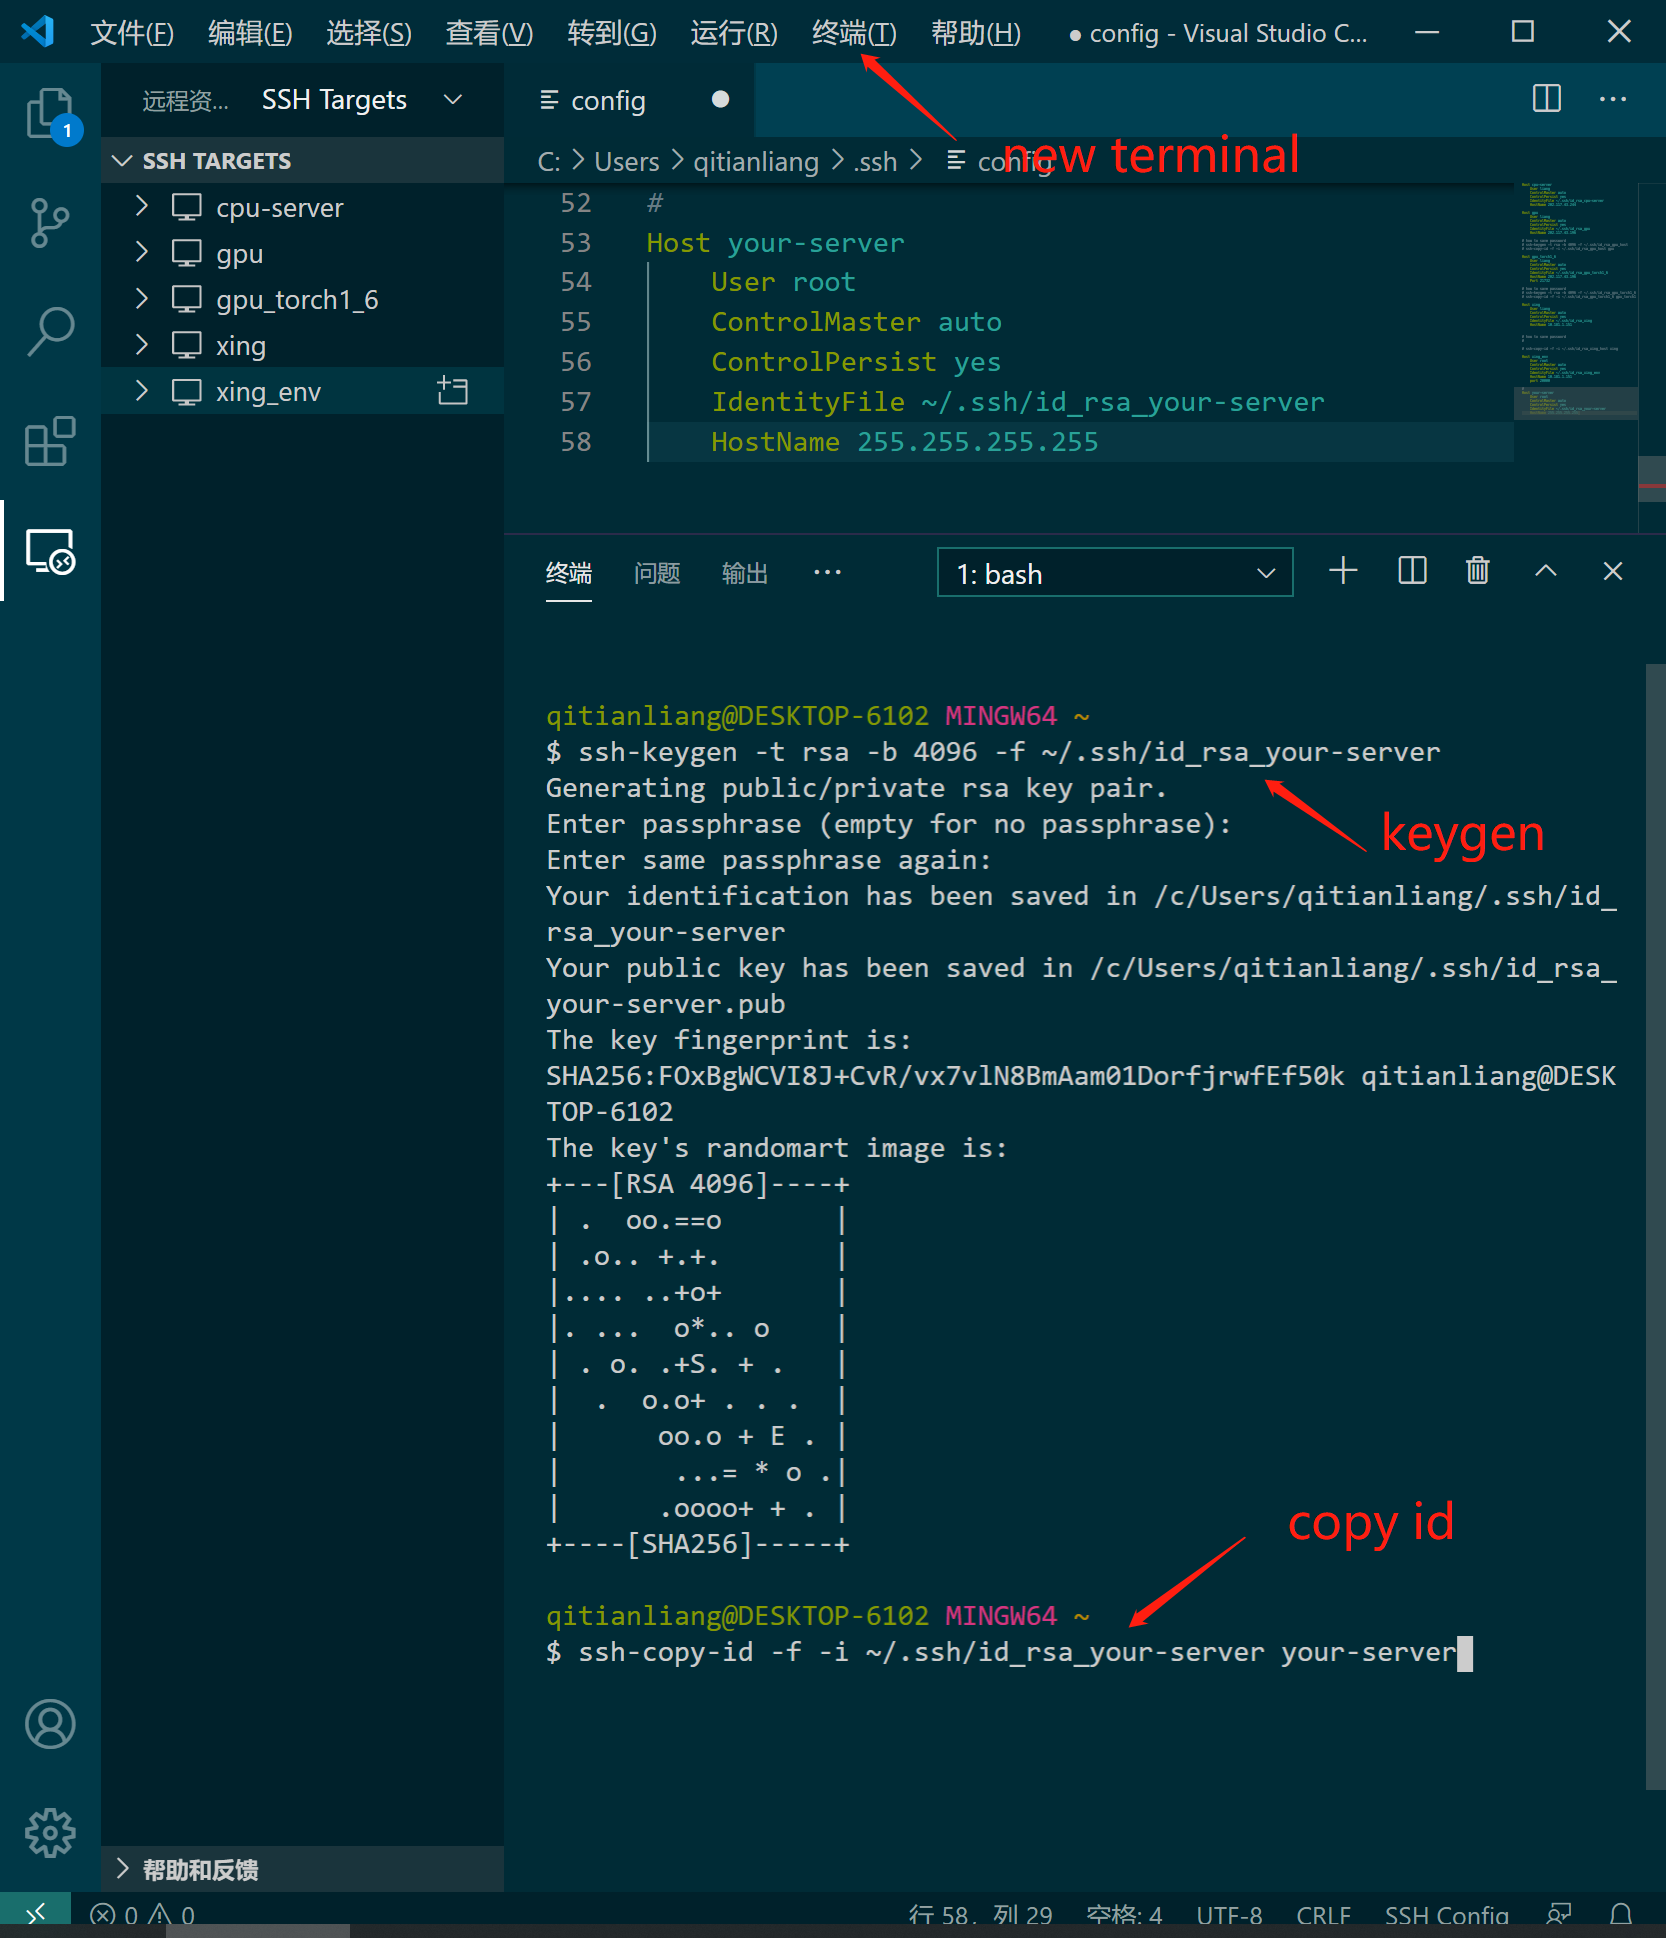 文件(F) 编辑(E) 选择(S) 查看(V) 转到(G) 运行(R) 终端(T) 帮助(H) ● config - Visual Studio C...
1
远程资... SSH Targets
SSH TARGETS
cpu-server
gpu
gpu_torch1_6
xing
xing_env
config
new terminal
C: > Users > qitianliang > .ssh > config
52 #
53 Host your-server
54 User root
55 ControlMaster auto
56 ControlPersist yes
57 IdentityFile ~/.ssh/id_rsa_your-server
58 HostName 255.255.255.255
终端 问题 输出 ... 1: bash
qitianliang@DESKTOP-6102 MINGW64 ~
$ ssh-keygen -t rsa -b 4096 -f ~/.ssh/id_rsa_your-server
Generating public/private rsa key pair.
Enter passphrase (empty for no passphrase):
keygen
Enter same passphrase again:
Your identification has been saved in /c/Users/qitianliang/.ssh/id_
rsa_your-server
Your public key has been saved in /c/Users/qitianliang/.ssh/id_rsa_
your-server.pub
The key fingerprint is:
SHA256:FOxBgWCVI8J+CvR/vx7vlN8BmAam01DorfjrwfEf50k qitianliang@DESK
TOP-6102
The key's randomart image is:
+---[RSA 4096]----+
| .  oo.==o       |
| .o.. +.+.       |
|.... ..+o+       |
|. ...  o*.. o    |
| . o. .+S. + .   |
|  .  o.o+ . . .  |
|      oo.o + E . |
|       ...= * o .|
|      .oooo+ + . |
+----[SHA256]-----+
copy id
qitianliang@DESKTOP-6102 MINGW64 ~
$ ssh-copy-id -f -i ~/.ssh/id_rsa_your-server your-server
帮助和反馈
0 0 行 58，列 29 空格: 4 UTF-8 CRLF SSH Config